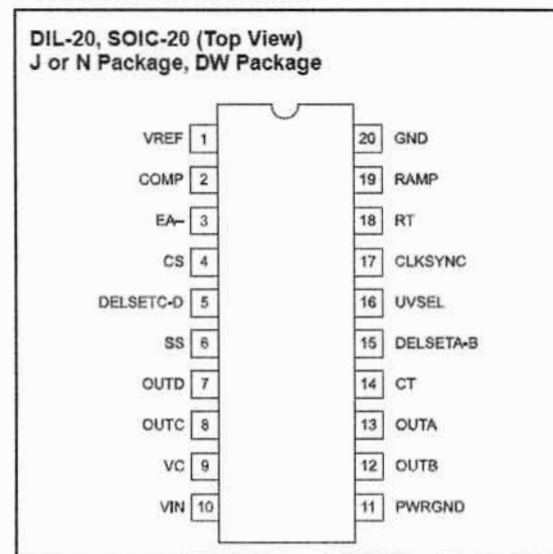 DIL-20, SOIC-20 (Top View)
J or N Package, DW Package
VREF 1 20 GND
COMP 2 19 RAMP
EA– 3 18 RT
CS 4 17 CLKSYNC
DELSETC-D 5 16 UVSEL
SS 6 15 DELSETA-B
OUTD 7 14 CT
OUTC 8 13 OUTA
VC 9 12 OUTB
VIN 10 11 PWRGND